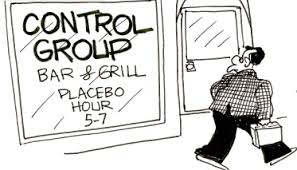 CONTROL
GROUP
BAR & GRILL
PLACEBO
HOUR
5-7